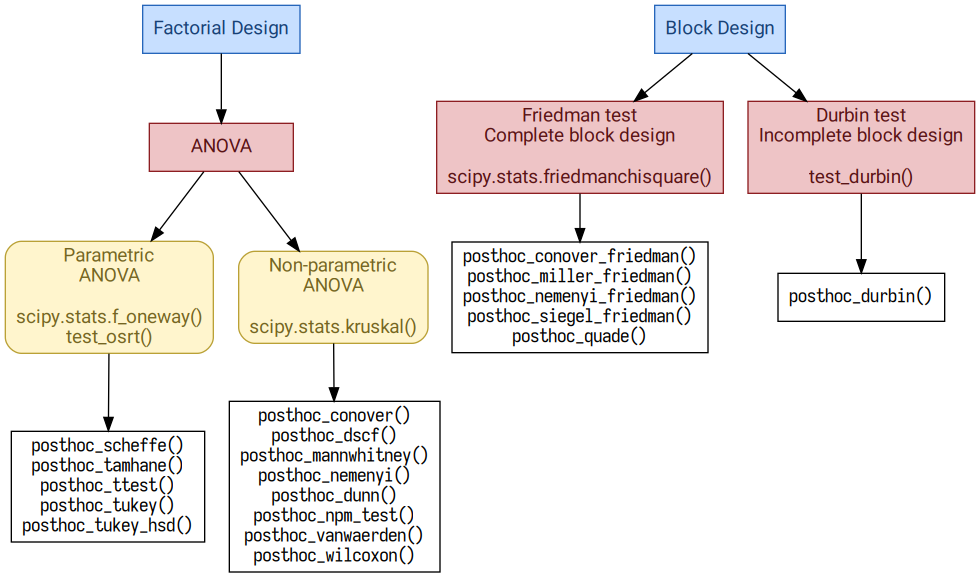 Factorial Design
Block Design
ANOVA
Friedman test
Complete block design
scipy.stats.friedmanchisquare()
Durbin test
Incomplete block design
test_durbin()
Parametric
ANOVA
scipy.stats.f_oneway()
test_osrt()
Non-parametric
ANOVA
scipy.stats.kruskal()
posthoc_conover_friedman()
posthoc_miller_friedman()
posthoc_nemenyi_friedman()
posthoc_siegel_friedman()
posthoc_quade()
posthoc_durbin()
posthoc_scheffe()
posthoc_tamhane()
posthoc_ttest()
posthoc_tukey()
posthoc_tukey_hsd()
posthoc_conover()
posthoc_dscf()
posthoc_mannwhitney()
posthoc_nemenyi()
posthoc_dunn()
posthoc_npm_test()
posthoc_vanwaerden()
posthoc_wilcoxon()